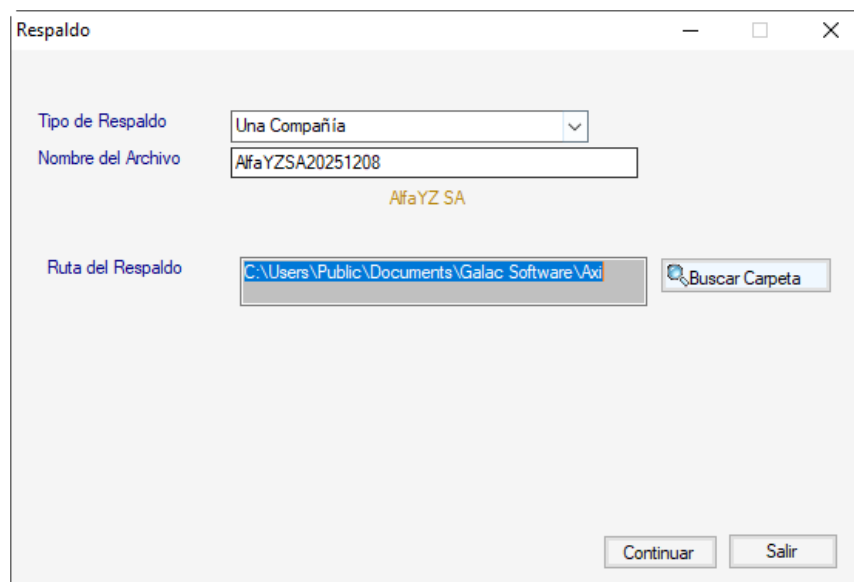 Respaldo
Tipo de Respaldo
Una Compañía
Nombre del Archivo
AlfaYZSA20251208
AlfaYZ SA
Ruta del Respaldo
C:\Users\Public\Documents\Galac Software\Axi
Buscar Carpeta
Continuar
Salir